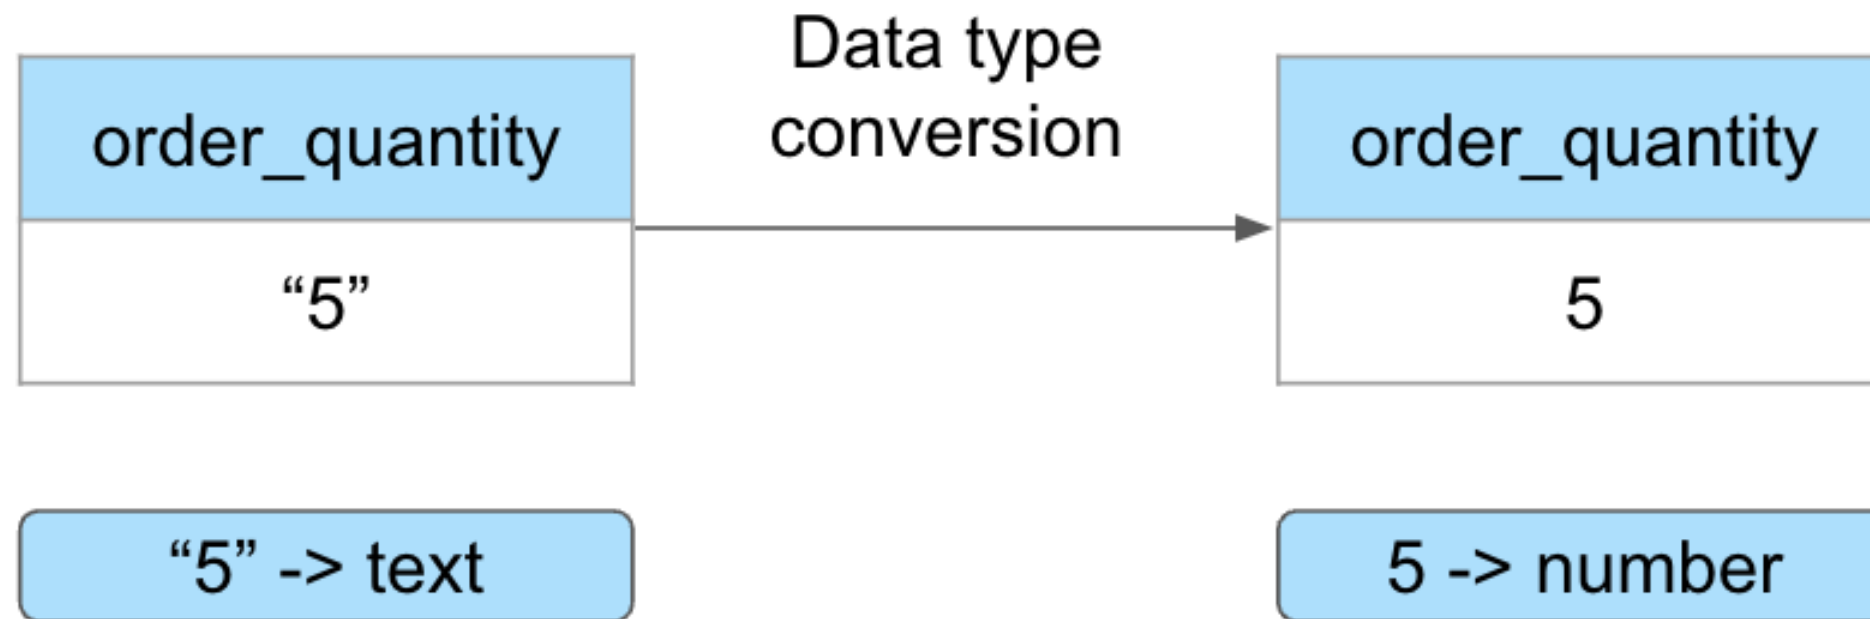 Data type
conversion
order_quantity
order_quantity
“5”
5
“5” -> text
5 -> number